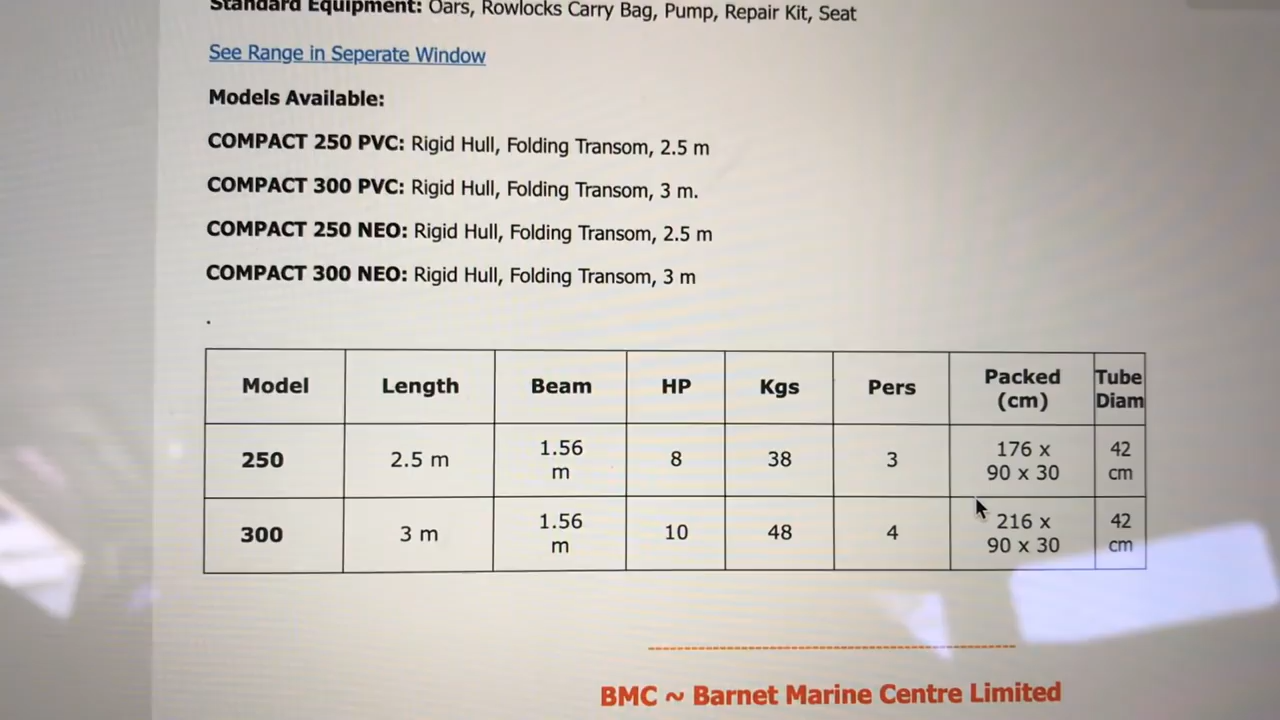 Standard Equipment: Oars, Rowlocks Carry Bag, Pump, Repair Kit, Seat
See Range in Seperate Window
Models Available:
COMPACT 250 PVC: Rigid Hull, Folding Transom, 2.5 m
COMPACT 300 PVC: Rigid Hull, Folding Transom, 3 m.
COMPACT 250 NEO: Rigid Hull, Folding Transom, 2.5 m
COMPACT 300 NEO: Rigid Hull, Folding Transom, 3 m
.
Model Length Beam HP Kgs Pers Packed (cm) Tube Diam
250 2.5 m 1.56 m 8 38 3 176 x 90 x 30 42 cm
300 3 m 1.56 m 10 48 4 216 x 90 x 30 42 cm
BMC ~ Barnet Marine Centre Limited